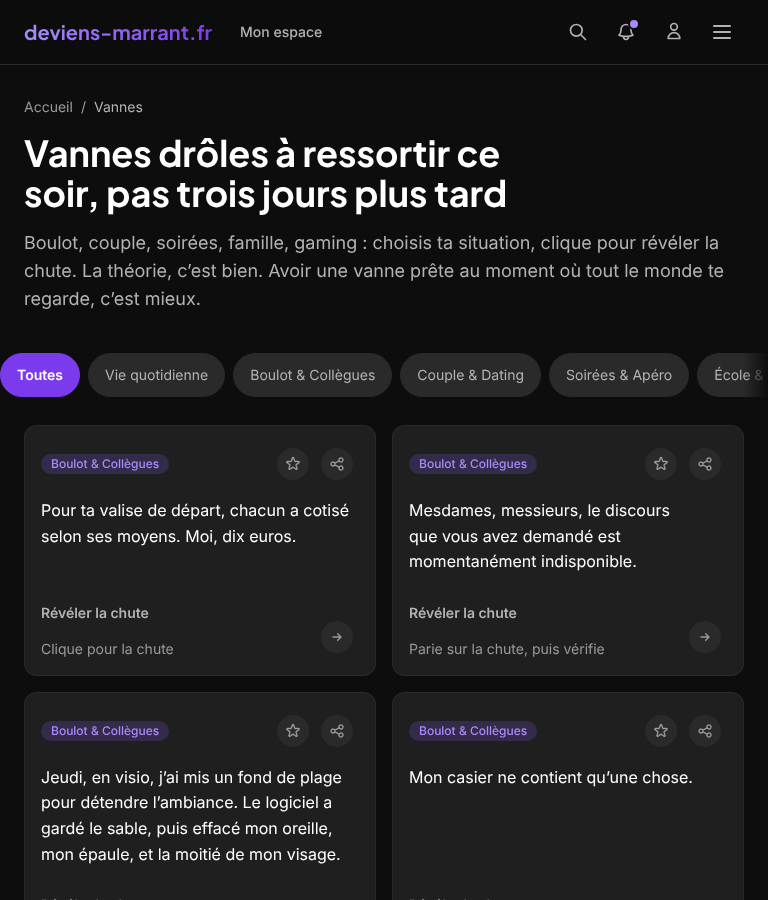 deviens-marrant.fr
Mon espace
Accueil / Vannes
Vannes drôles à ressortir ce
soir, pas trois jours plus tard
Boulot, couple, soirées, famille, gaming : choisis ta situation, clique pour révéler la
chute. La théorie, c’est bien. Avoir une vanne prête au moment où tout le monde te
regarde, c’est mieux.
Toutes
Vie quotidienne
Boulot & Collègues
Couple & Dating
Soirées & Apéro
École &
Boulot & Collègues
Pour ta valise de départ, chacun a cotisé
selon ses moyens. Moi, dix euros.
Révéler la chute
Clique pour la chute
Boulot & Collègues
Mesdames, messieurs, le discours
que vous avez demandé est
momentanément indisponible.
Révéler la chute
Parie sur la chute, puis vérifie
Boulot & Collègues
Jeudi, en visio, j’ai mis un fond de plage
pour détendre l’ambiance. Le logiciel a
gardé le sable, puis effacé mon oreille,
mon épaule, et la moitié de mon visage.
Boulot & Collègues
Mon casier ne contient qu’une chose.